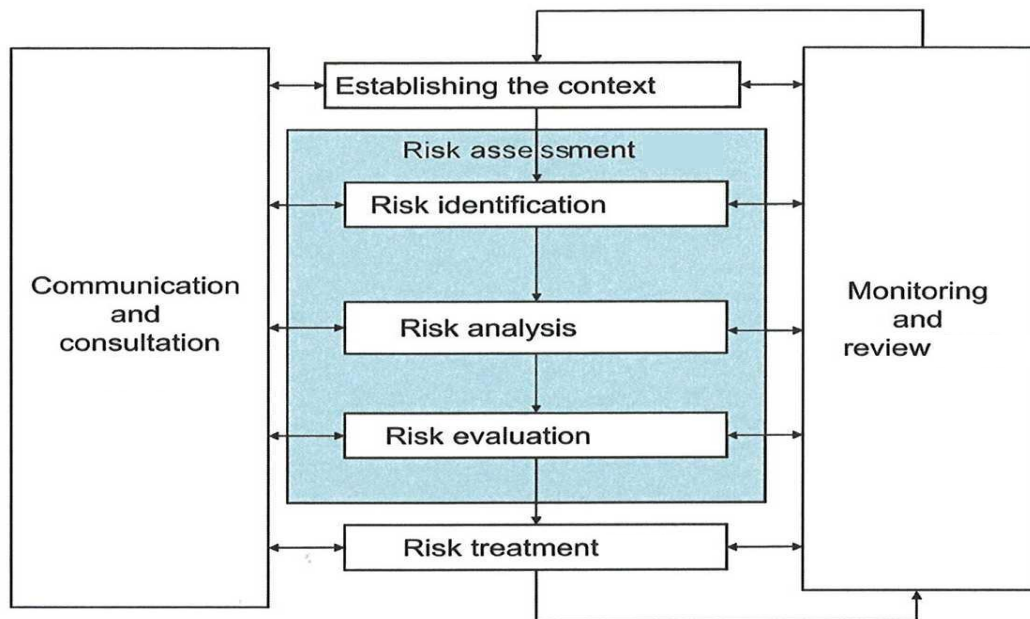 Establishing the context
Risk assessment
Risk identification
Risk analysis
Risk evaluation
Risk treatment
Communication
and
consultation
Monitoring
and
review